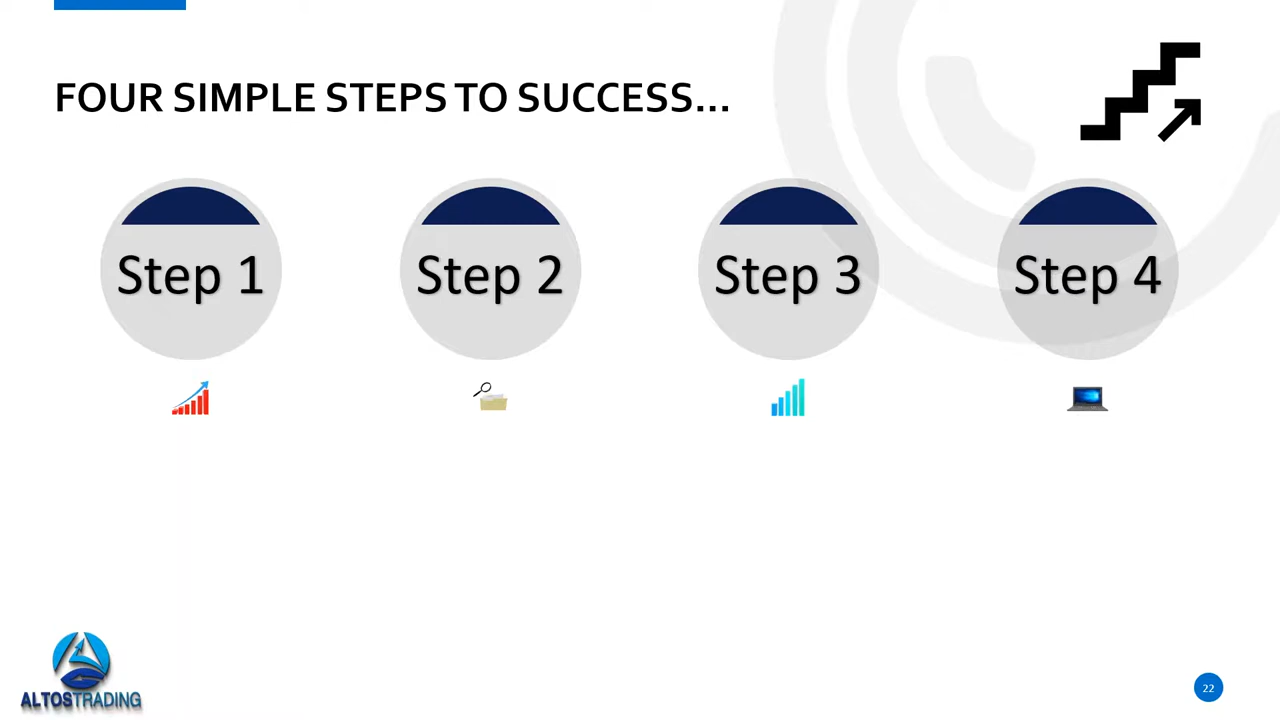 FOUR SIMPLE STEPS TO SUCCESS...
Step 1
Step 2
Step 3
Step 4
ALTOSTRADING
22